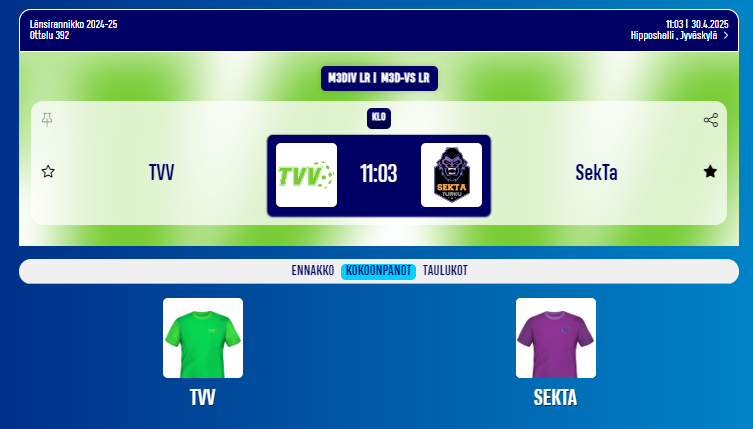 Länsirannikko 2024-25
Ottelu 392
11:03 | 30.4.2025
Hipposhalli , Jyväskylä
M3DIV LR | M3D-VS LR
KLO
TVV
TVV
11:03
SEKTA
TURKU
SekTa
ENNAKKO KOKOONPANOT TAULUKOT
TVV
SEKTA